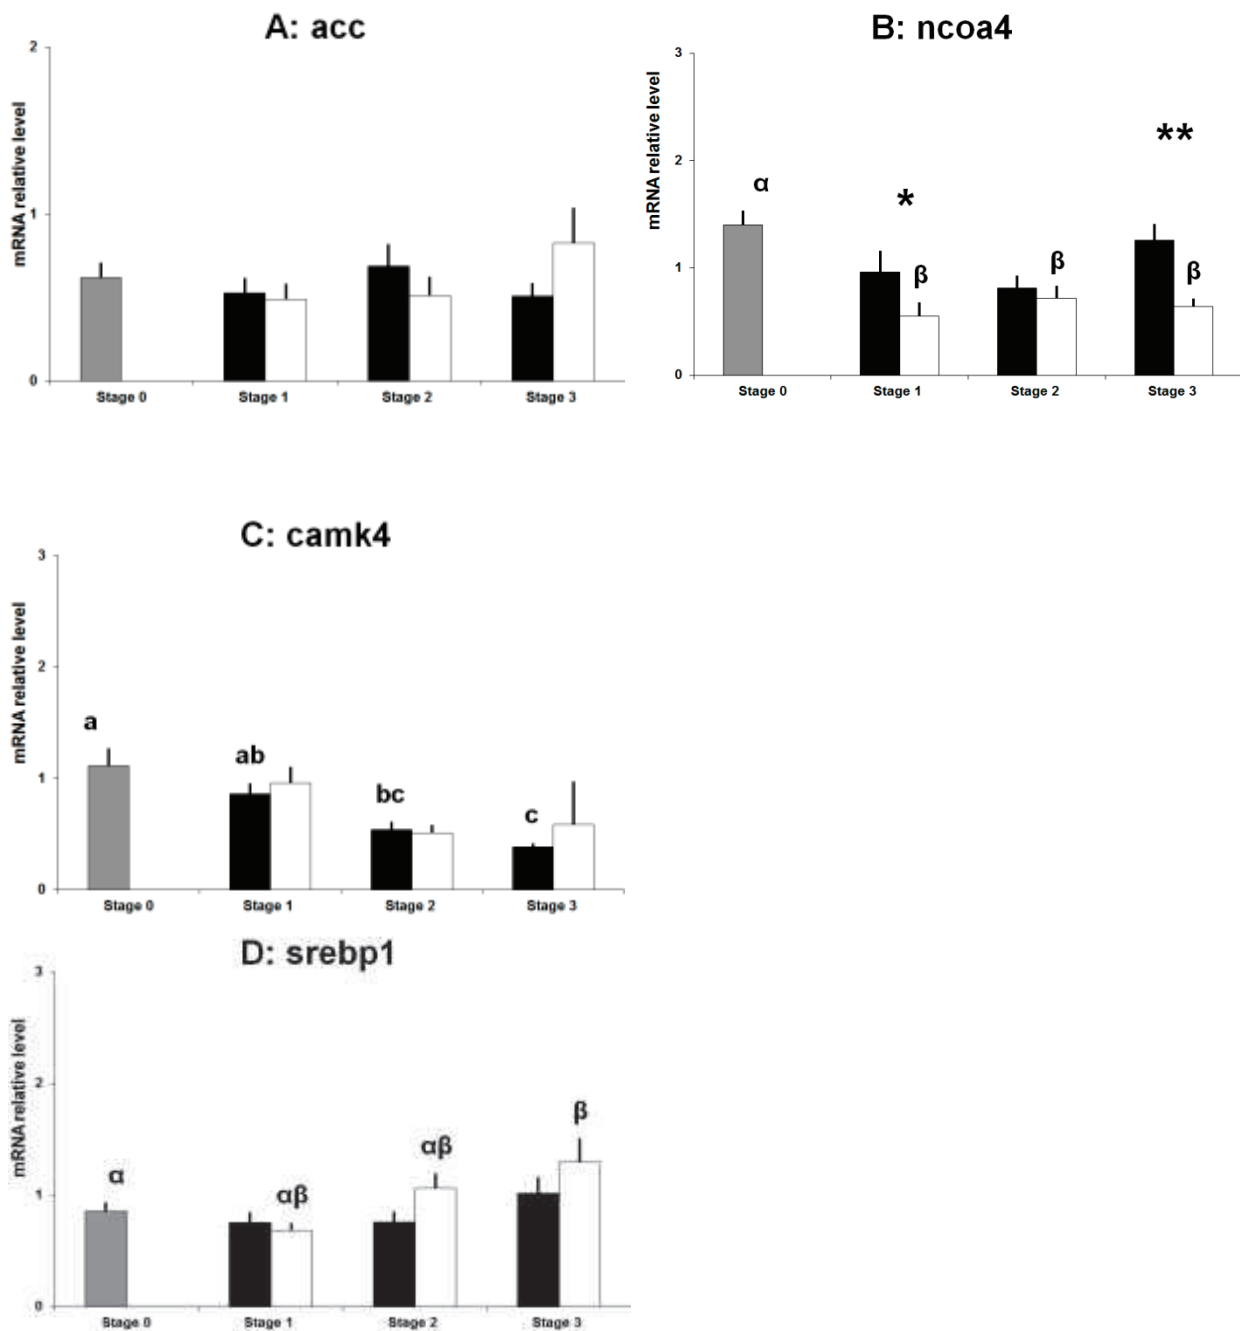 A: acc
mRNA relative level
2
1
0
Stage 0 Stage 1 Stage 2 Stage 3
B: ncoa4
mRNA relative level
3
2
1
0
α
*
β
β
**
β
Stage 0 Stage 1 Stage 2 Stage 3
C: camk4
mRNA relative level
3
2
1
0
a
ab
bc
c
Stage 0 Stage 1 Stage 2 Stage 3
D: srebp1
mRNA relative level
3
2
1
0
α
αβ
αβ
β
Stage 0 Stage 1 Stage 2 Stage 3